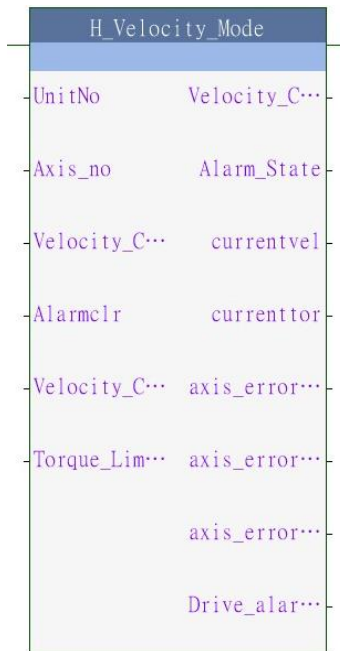 H_Velocity_Mode
UnitNo Velocity_C…
Axis_no Alarm_State
Velocity_C… currentvel
Alarmclr currenttor
Velocity_C… axis_error…
Torque_Lim… axis_error…
axis_error…
Drive_alar…